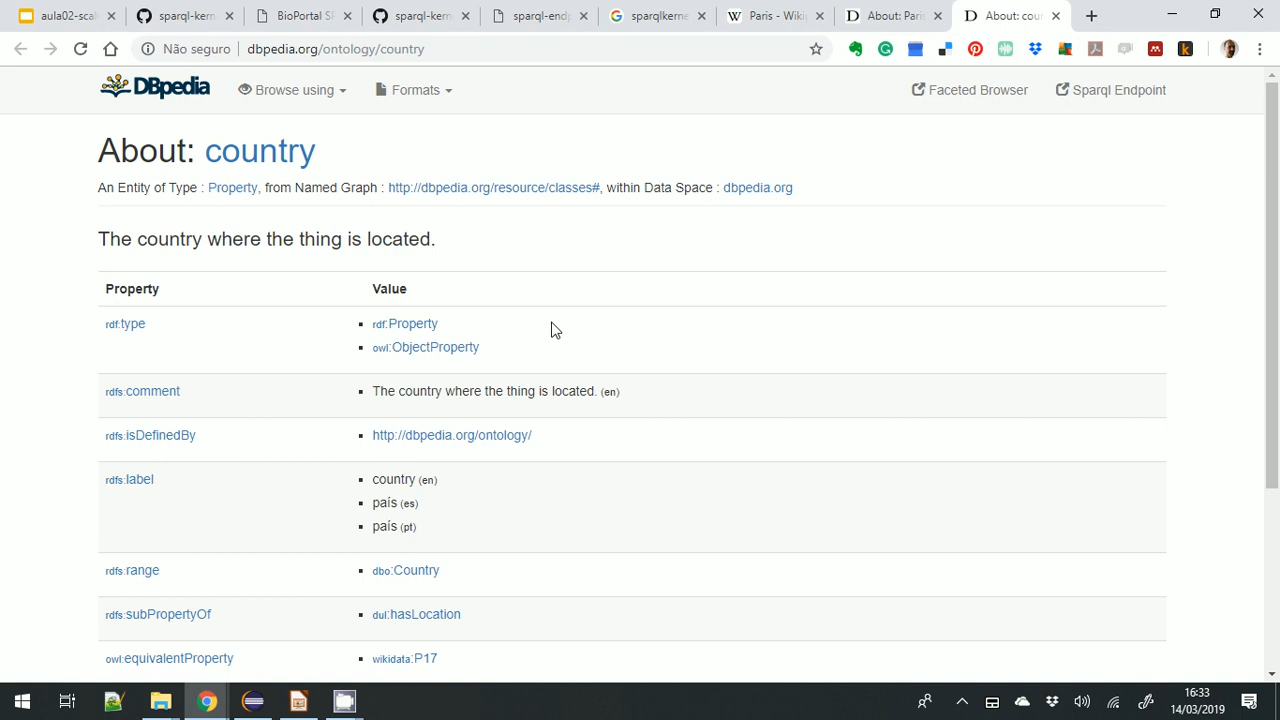 aula02-scal
sparql-kern
BioPortal SP
sparql-kern
sparql-endp
sparqlkerne
Paris - Wikip
About: Paris
About: coun
Não seguro | dbpedia.org/ontology/country
DBpedia Browse using Formats Faceted Browser Sparql Endpoint
About: country
An Entity of Type : Property, from Named Graph : http://dbpedia.org/resource/classes#, within Data Space : dbpedia.org
The country where the thing is located.
Property Value
rdf:type
rdf:Property
owl:ObjectProperty
rdfs:comment
The country where the thing is located. (en)
rdfs:isDefinedBy
http://dbpedia.org/ontology/
rdfs:label
country (en)
país (es)
país (pt)
rdfs:range
dbo:Country
rdfs:subPropertyOf
dul:hasLocation
owl:equivalentProperty
wikidata:P17
16:33
14/03/2019